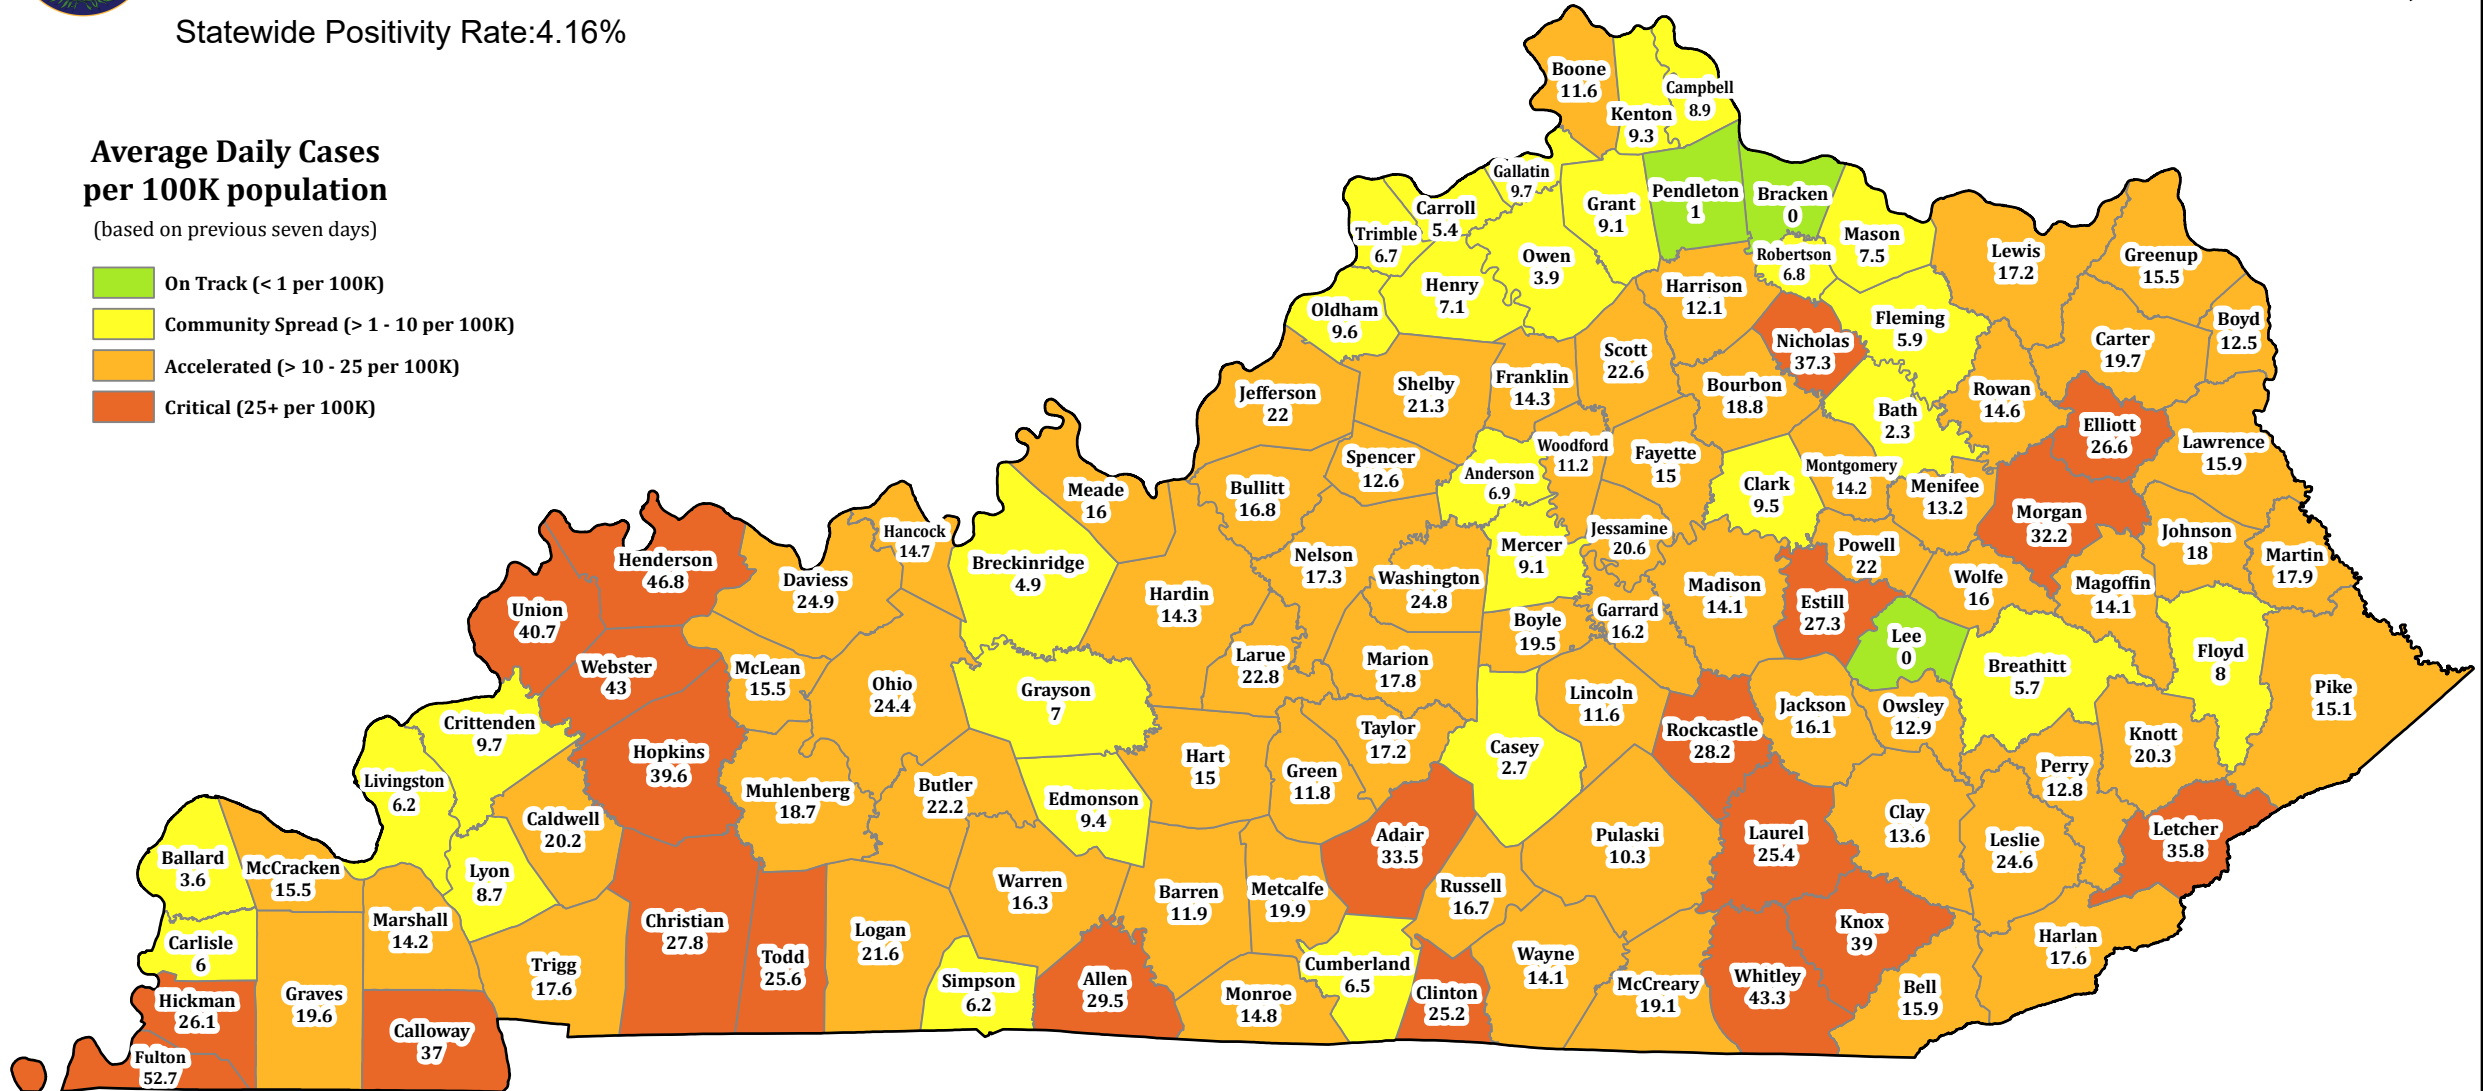 Statewide Positivity Rate:4.16%
Average Daily Cases
per 100K population
(based on previous seven days)
On Track (< 1 per 100K)
Community Spread (> 1 - 10 per 100K)
Accelerated (> 10 - 25 per 100K)
Critical (25+ per 100K)
Boone
11.6
Kenton
9.3
Campbell
8.9
Gallatin
9.7
Carroll
5.4
Trimble
6.7
Grant
9.1
Pendleton
1
Bracken
0
Mason
7.5
Robertson
6.8
Lewis
17.2
Greenup
15.5
Owen
3.9
Henry
7.1
Oldham
9.6
Harrison
12.1
Nicholas
37.3
Fleming
5.9
Carter
19.7
Boyd
12.5
Jefferson
22
Shelby
21.3
Franklin
14.3
Scott
22.6
Bourbon
18.8
Bath
2.3
Rowan
14.6
Elliott
26.6
Lawrence
15.9
Meade
16
Bullitt
16.8
Spencer
12.6
Anderson
6.9
Woodford
11.2
Fayette
15
Clark
9.5
Montgomery
14.2
Menifee
13.2
Morgan
32.2
Johnson
18
Martin
17.9
Henderson
46.8
Union
40.7
Daviess
24.9
Hancock
14.7
Breckinridge
4.9
Hardin
14.3
Nelson
17.3
Washington
24.8
Mercer
9.1
Jessamine
20.6
Madison
14.1
Powell
22
Estill
27.3
Wolfe
16
Magoffin
14.1
Webster
43
McLean
15.5
Ohio
24.4
Grayson
7
Larue
22.8
Marion
17.8
Boyle
19.5
Garrard
16.2
Lee
0
Breathitt
5.7
Floyd
8
Pike
15.1
Crittenden
9.7
Livingston
6.2
Hopkins
39.6
Muhlenberg
18.7
Butler
22.2
Edmonson
9.4
Hart
15
Green
11.8
Taylor
17.2
Casey
2.7
Lincoln
11.6
Rockcastle
28.2
Jackson
16.1
Owsley
12.9
Perry
12.8
Knott
20.3
Ballard
3.6
McCracken
15.5
Lyon
8.7
Caldwell
20.2
Adair
33.5
Pulaski
10.3
Laurel
25.4
Clay
13.6
Leslie
24.6
Letcher
35.8
Carlisle
6
Marshall
14.2
Christian
27.8
Todd
25.6
Logan
21.6
Warren
16.3
Barren
11.9
Metcalfe
19.9
Russell
16.7
Knox
39
Harlan
17.6
Hickman
26.1
Graves
19.6
Calloway
37
Trigg
17.6
Simpson
6.2
Allen
29.5
Monroe
14.8
Cumberland
6.5
Clinton
25.2
Wayne
14.1
McCreary
19.1
Whitley
43.3
Bell
15.9
Fulton
52.7